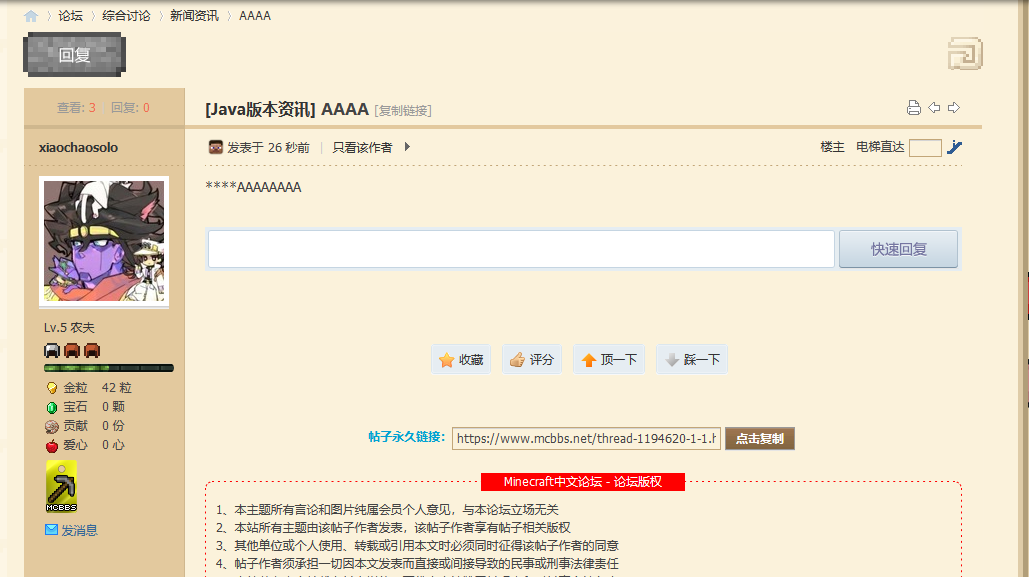 论坛 综合讨论 新闻资讯 AAAA
回复
查看: 3 回复: 0
[Java版本资讯] AAAA [复制链接]
xiaochaosolo
发表于 26 秒前 只看该作者
楼主 电梯直达
****AAAAAAAA
快速回复
Lv.5 农夫
金粒 42 粒
宝石 0 颗
贡献 0 份
爱心 0 心
MCBBS
发消息
收藏 评分 顶一下 踩一下
帖子永久链接: https://www.mcbbs.net/thread-1194620-1-1.h 点击复制
Minecraft中文论坛 - 论坛版权
1、本主题所有言论和图片纯属会员个人意见，与本论坛立场无关
2、本站所有主题由该帖子作者发表，该帖子作者享有帖子相关版权
3、其他单位或个人使用、转载或引用本文时必须同时征得该帖子作者的同意
4、帖子作者须承担一切因本文发表而直接或间接导致的民事或刑事法律责任